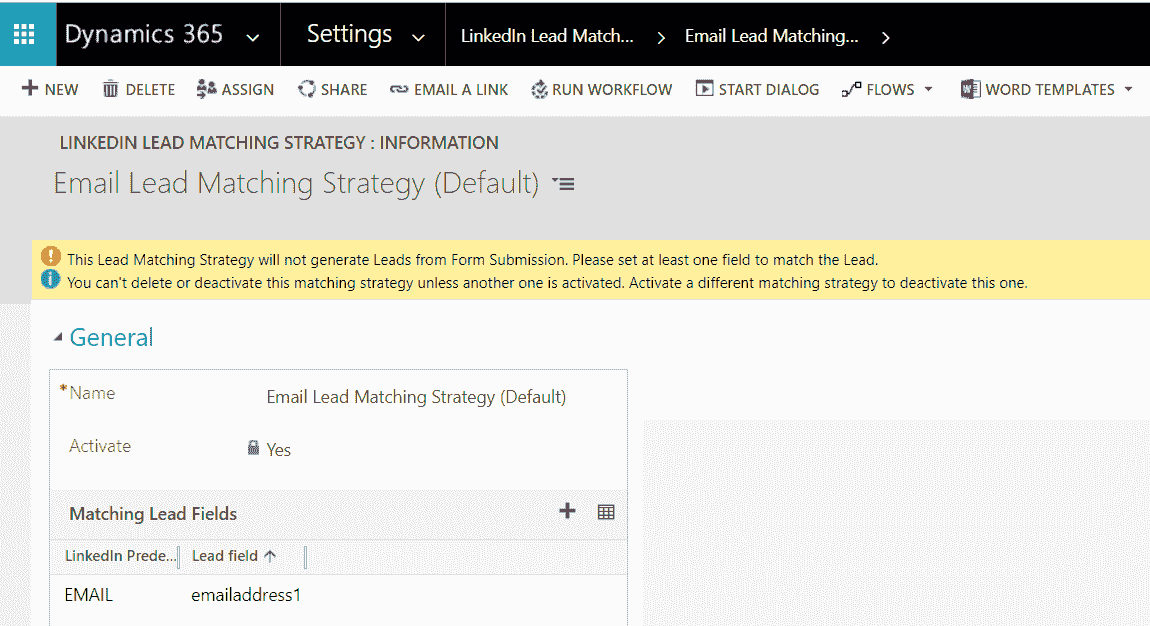 Dynamics 365 Settings LinkedIn Lead Match... Email Lead Matching...
NEW DELETE ASSIGN SHARE EMAIL A LINK RUN WORKFLOW START DIALOG FLOWS WORD TEMPLATES
LINKEDIN LEAD MATCHING STRATEGY : INFORMATION
Email Lead Matching Strategy (Default)
This Lead Matching Strategy will not generate Leads from Form Submission. Please set at least one field to match the Lead.
You can't delete or deactivate this matching strategy unless another one is activated. Activate a different matching strategy to deactivate this one.
General
*Name Email Lead Matching Strategy (Default)
Activate Yes
Matching Lead Fields
LinkedIn Prede... Lead field ↑
EMAIL emailaddress1